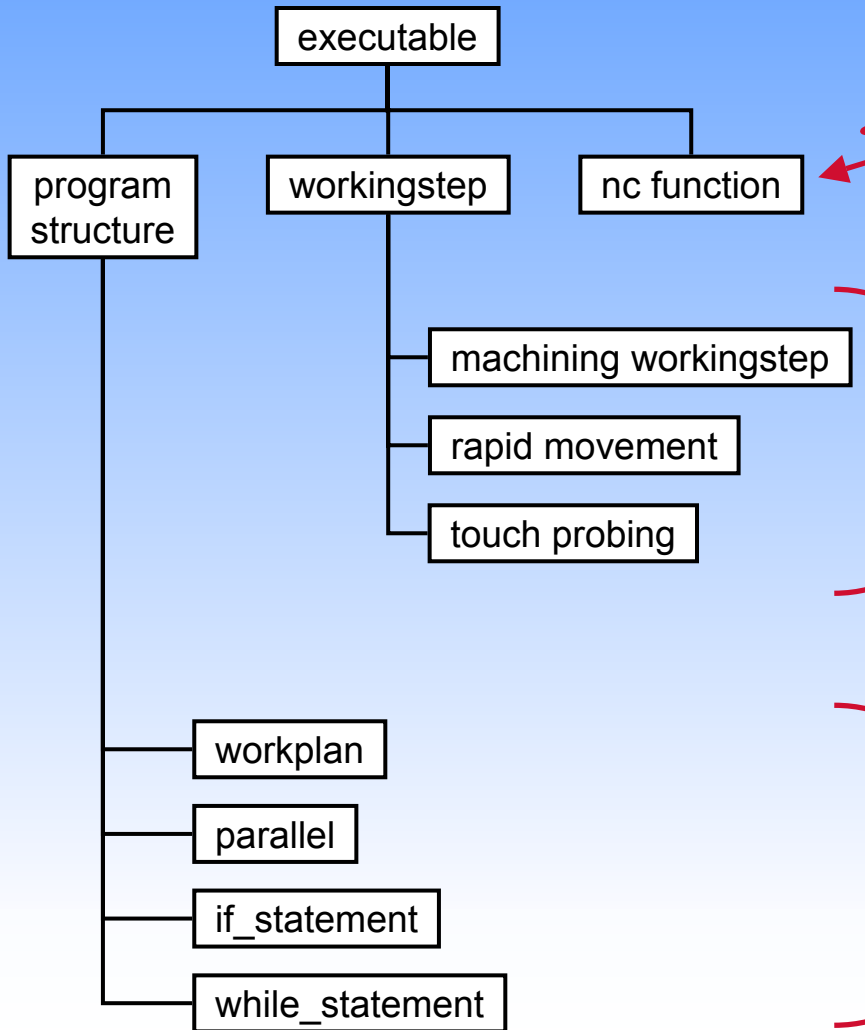 executable
program
structure
workingstep
nc function
machining workingstep
rapid movement
touch probing
workplan
parallel
if_statement
while_statement